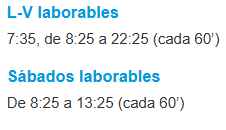 L-V laborables
7:35, de 8:25 a 22:25 (cada 60’)
Sábados laborables
De 8:25 a 13:25 (cada 60’)